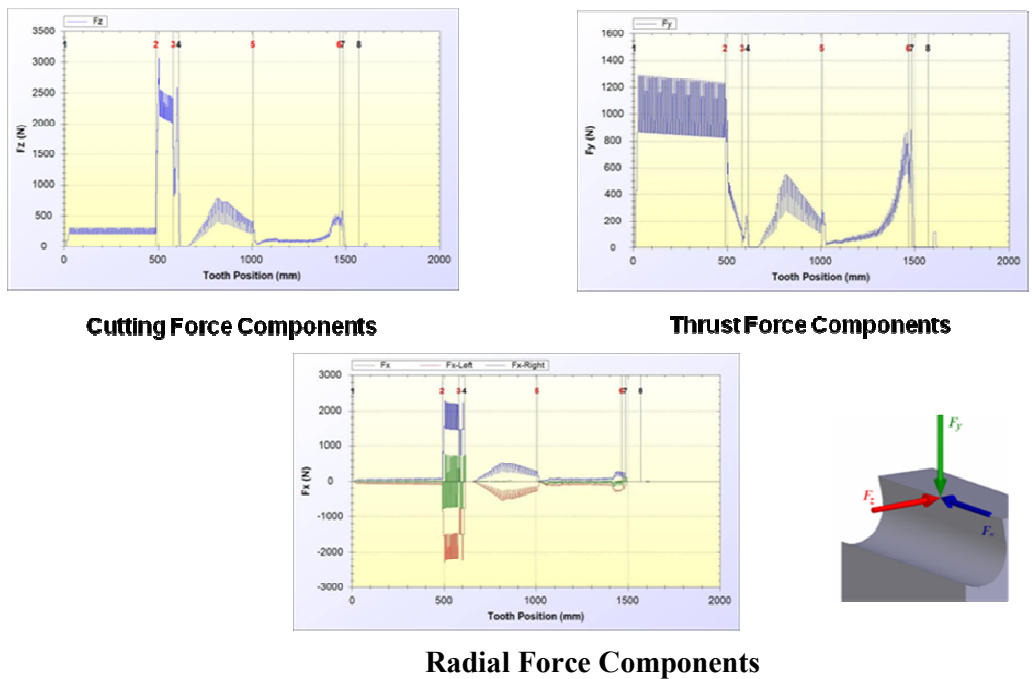 Fz
3500
3000
2500
2000
1500
1000
500
0
Fz (N)
1 2 3 4 5 6 7 8
0 500 1000 1500 2000
Tooth Position (mm)
Cutting Force Components
Fy
1600
1400
1200
1000
800
600
400
200
0
Fy (N)
1 2 3 4 5 6 7 8
0 500 1000 1500 2000
Tooth Position (mm)
Thrust Force Components
Fx Fx-Left Fx-Right
3000
2000
1000
0
-1000
-2000
-3000
Fx (N)
1 2 3 4 5 6 7 8
0 500 1000 1500 2000
Tooth Position (mm)
Radial Force Components
Fy
Fz